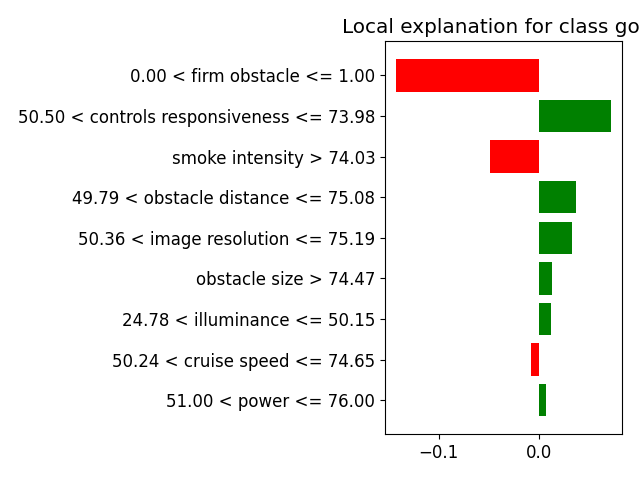 Local explanation for class go
0.00 < firm obstacle <= 1.00
50.50 < controls responsiveness <= 73.98
smoke intensity > 74.03
49.79 < obstacle distance <= 75.08
50.36 < image resolution <= 75.19
obstacle size > 74.47
24.78 < illuminance <= 50.15
50.24 < cruise speed <= 74.65
51.00 < power <= 76.00
−0.1 0.0